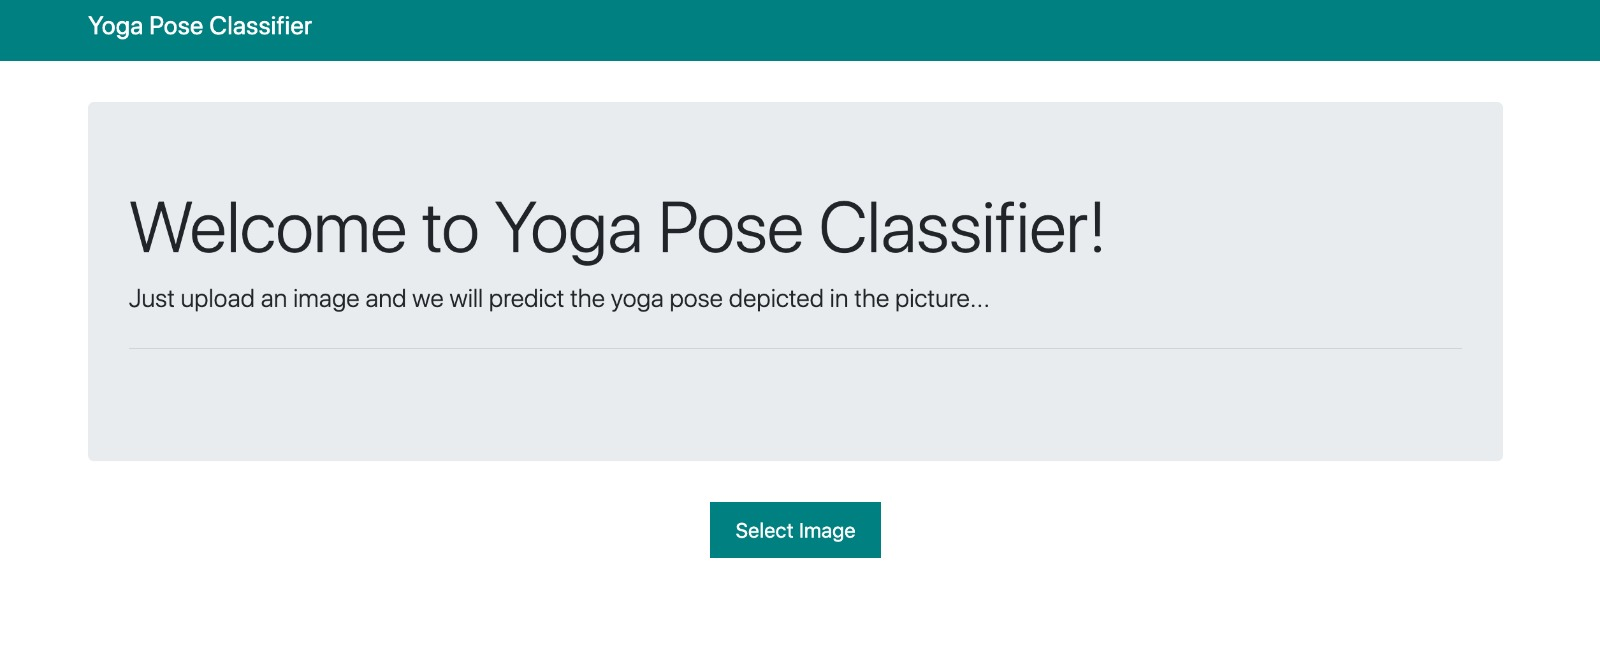 Yoga Pose Classifier
Welcome to Yoga Pose Classifier!
Just upload an image and we will predict the yoga pose depicted in the picture...
Select Image